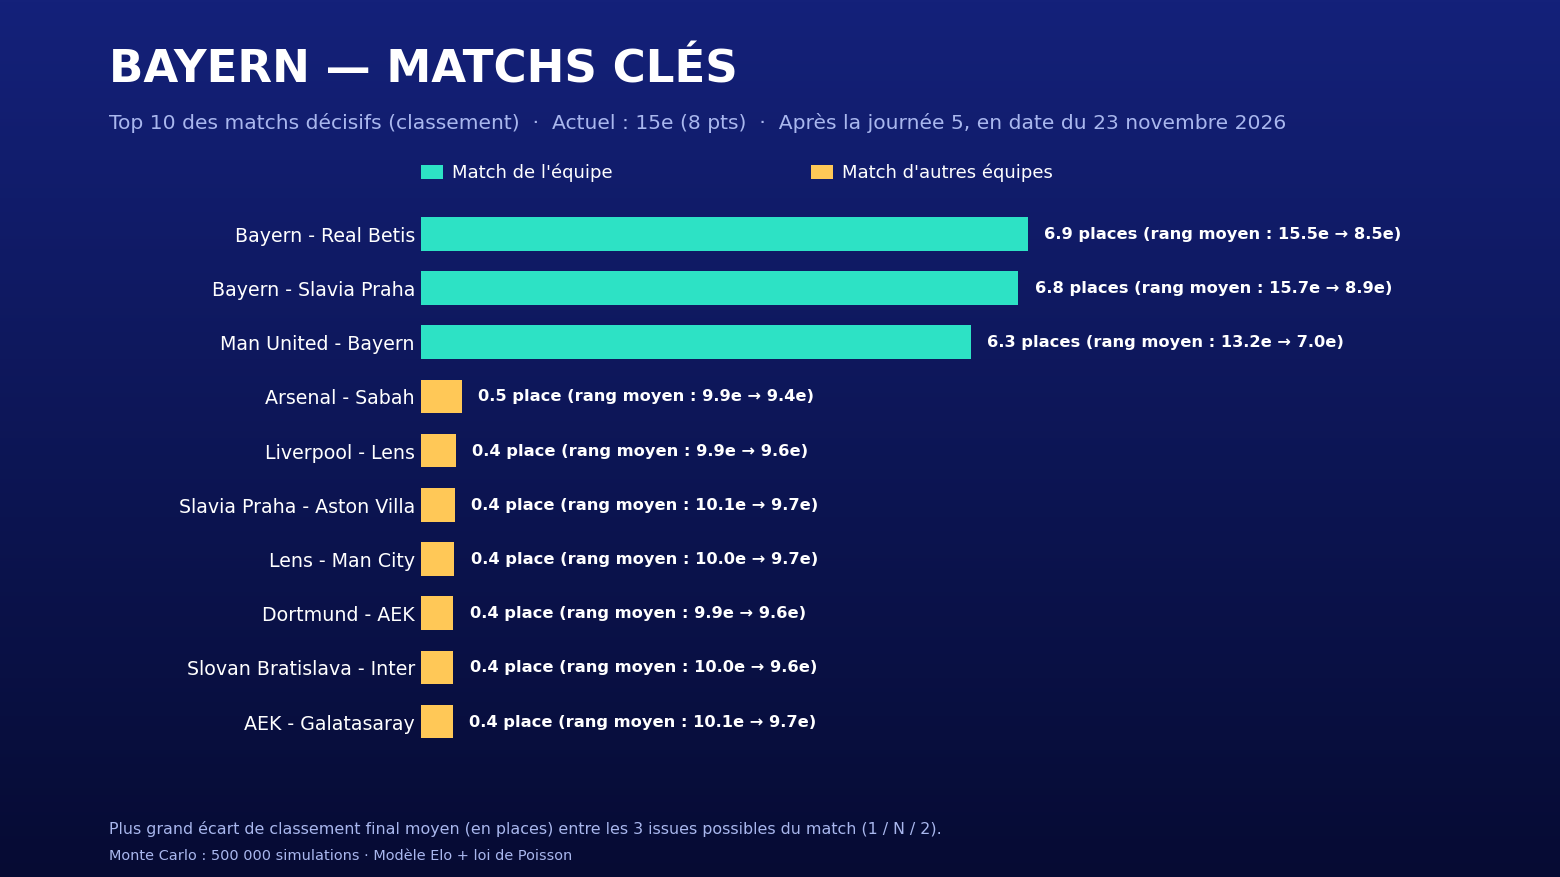 BAYERN — MATCHS CLÉS
Top 10 des matchs décisifs (classement)  ·  Actuel : 15e (8 pts)  ·  Après la journée 5, en date du 23 novembre 2026
Match de l'équipe
Match d'autres équipes
Bayern - Real Betis 6.9 places (rang moyen : 15.5e → 8.5e)
Bayern - Slavia Praha 6.8 places (rang moyen : 15.7e → 8.9e)
Man United - Bayern 6.3 places (rang moyen : 13.2e → 7.0e)
Arsenal - Sabah 0.5 place (rang moyen : 9.9e → 9.4e)
Liverpool - Lens 0.4 place (rang moyen : 9.9e → 9.6e)
Slavia Praha - Aston Villa 0.4 place (rang moyen : 10.1e → 9.7e)
Lens - Man City 0.4 place (rang moyen : 10.0e → 9.7e)
Dortmund - AEK 0.4 place (rang moyen : 9.9e → 9.6e)
Slovan Bratislava - Inter 0.4 place (rang moyen : 10.0e → 9.6e)
AEK - Galatasaray 0.4 place (rang moyen : 10.1e → 9.7e)
Plus grand écart de classement final moyen (en places) entre les 3 issues possibles du match (1 / N / 2).
Monte Carlo : 500 000 simulations · Modèle Elo + loi de Poisson